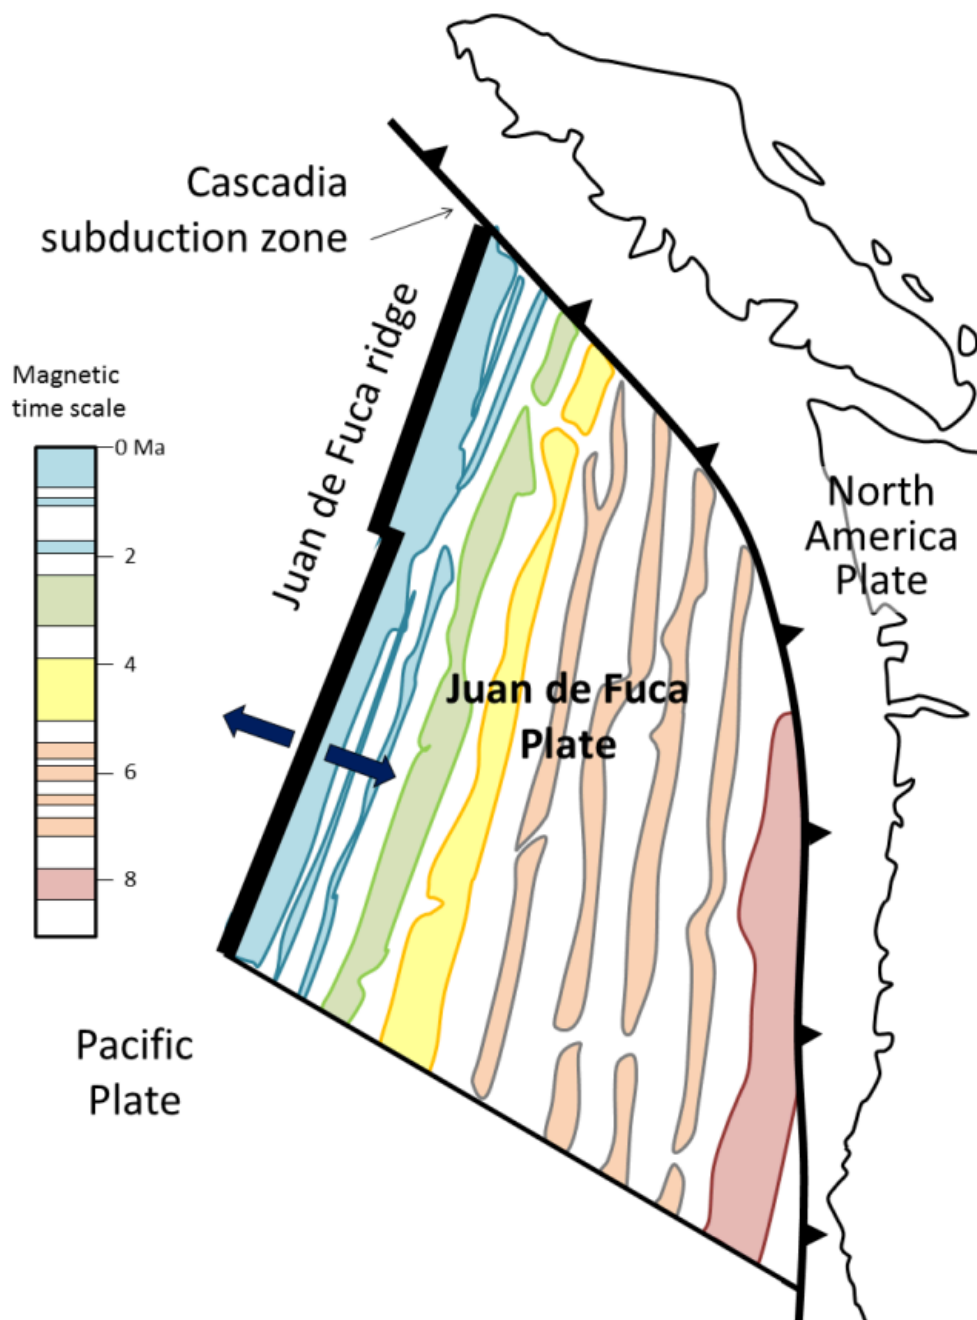 Cascadia
subduction zone
Juan de Fuca ridge
Magnetic
time scale
0 Ma
2
4
6
8
North
America
Plate
Juan de Fuca
Plate
Pacific
Plate